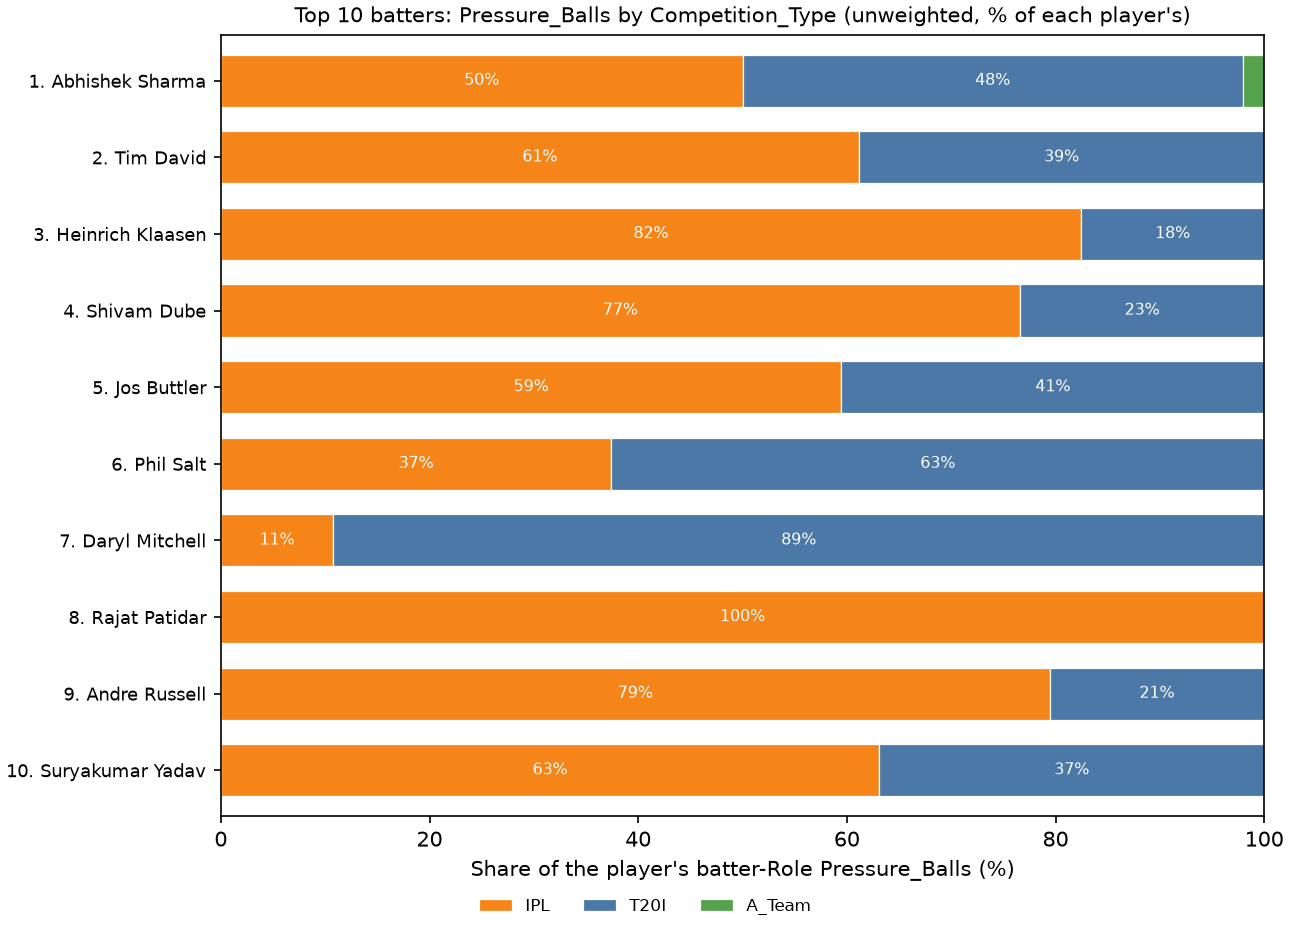 Top 10 batters: Pressure_Balls by Competition_Type (unweighted, % of each player's)
1. Abhishek Sharma 50% 48%
2. Tim David 61% 39%
3. Heinrich Klaasen 82% 18%
4. Shivam Dube 77% 23%
5. Jos Buttler 59% 41%
6. Phil Salt 37% 63%
7. Daryl Mitchell 11% 89%
8. Rajat Patidar 100%
9. Andre Russell 79% 21%
10. Suryakumar Yadav 63% 37%
0 20 40 60 80 100
Share of the player's batter-Role Pressure_Balls (%)
IPL T20I A_Team